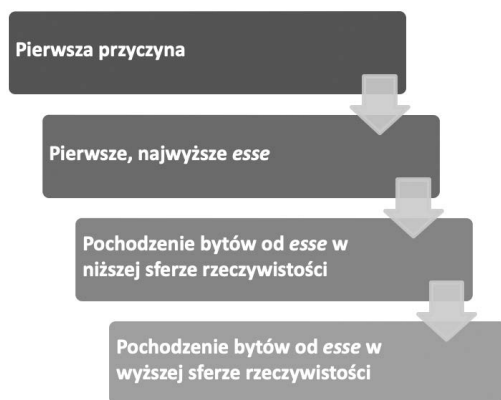 Pierwsza przyczyna
Pierwsze, najwyższe esse
Pochodzenie bytów od esse w
niższej sferze rzeczywistości
Pochodzenie bytów od esse w
wyższej sferze rzeczywistości